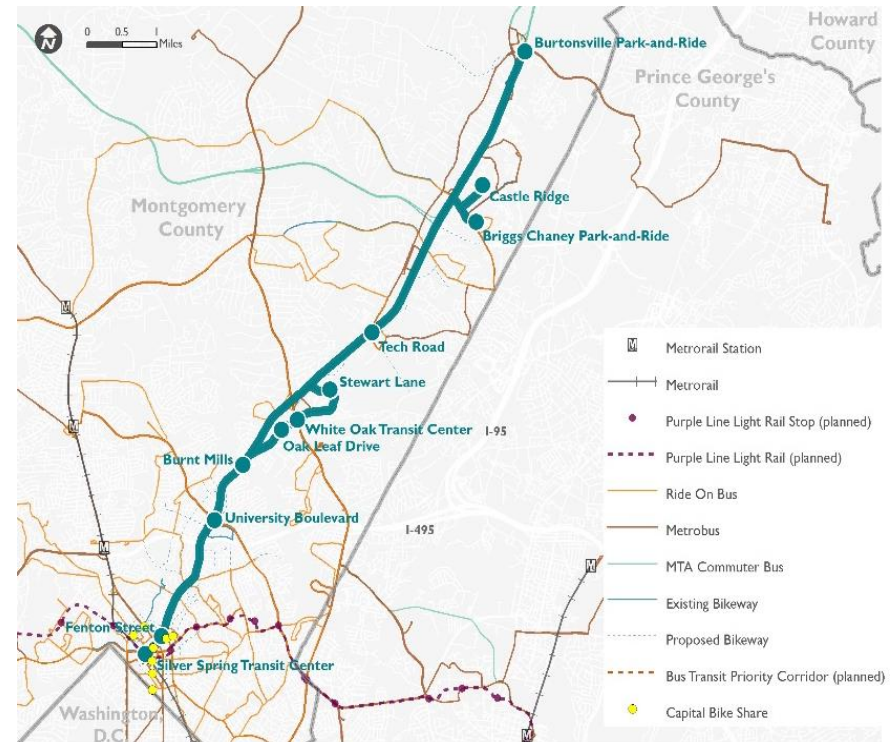 Howard
County
N
0 0.5 1
Miles
Burtonsville Park-and-Ride
Prince George's
County
Castle Ridge
Montgomery
County
Briggs Chaney Park-and-Ride
M
Tech Road
Stewart Lane
M
White Oak Transit Center
I-95
Oak Leaf Drive
Burnt Mills
University Boulevard
I-495
M
M
Fenton Street
Silver Spring Transit Center
Washington,
D.C.
M
M Metrorail Station
Metrorail
Purple Line Light Rail Stop (planned)
Purple Line Light Rail (planned)
Ride On Bus
Metrobus
MTA Commuter Bus
Existing Bikeway
Proposed Bikeway
Bus Transit Priority Corridor (planned)
Capital Bike Share